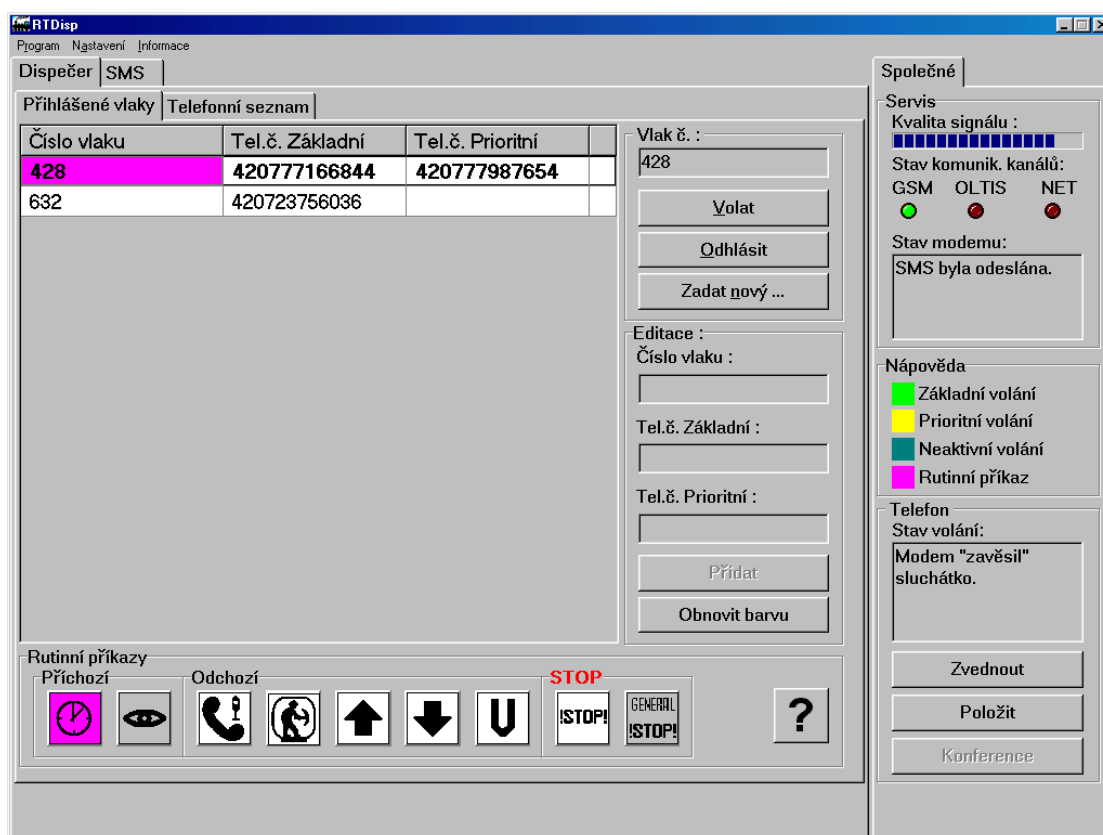 RTDisp
Program Nastavení Informace
Dispečer SMS
Přihlášené vlaky Telefonní seznam
Číslo vlaku Tel.č. Základní Tel.č. Prioritní
428 420777166844 420777987654
632 420723756036
Vlak č. :
428
Volat
Odhlásit
Zadat nový ...
Editace :
Číslo vlaku :
Tel.č. Základní :
Tel.č. Prioritní :
Přidat
Obnovit barvu
Rutinní příkazy
Příchozí Odchozí STOP
U !STOP! GENERAL !STOP! ?
Společné
Servis
Kvalita signálu :
Stav komunik. kanálů:
GSM OLTIS NET
Stav modemu:
SMS byla odeslána.
Nápověda
Základní volání
Prioritní volání
Neaktivní volání
Rutinní příkaz
Telefon
Stav volání:
Modem "zavěsil"
sluchátko.
Zvednout
Položit
Konference